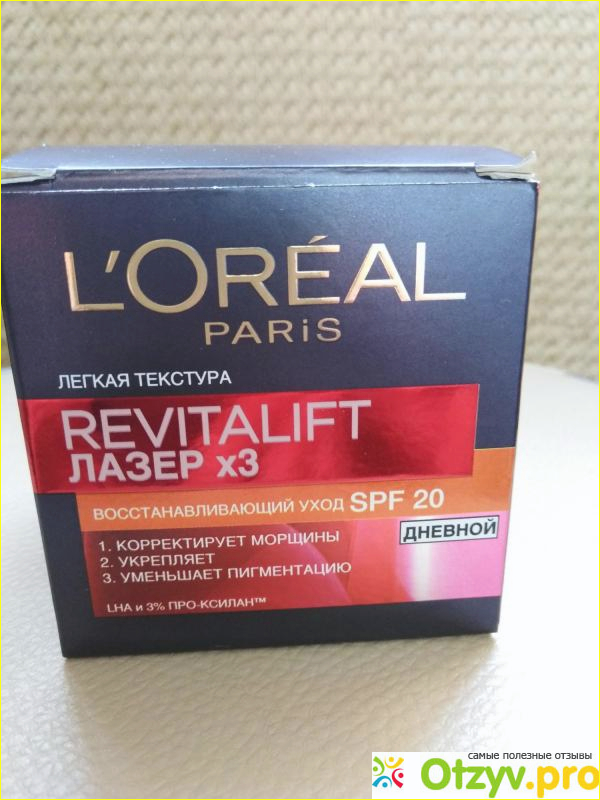 L'ORÉAL
PARiS
ЛЕГКАЯ ТЕКСТУРА
REVITALIFT
ЛАЗЕР x3
ВОССТАНАВЛИВАЮЩИЙ УХОД SPF 20
ДНЕВНОЙ
1. КОРРЕКТИРУЕТ МОРЩИНЫ
2. УКРЕПЛЯЕТ
3. УМЕНЬШАЕТ ПИГМЕНТАЦИЮ
LHA и 3% ПРО-КСИЛАН™
самые полезные отзывы
Otzyv.pro